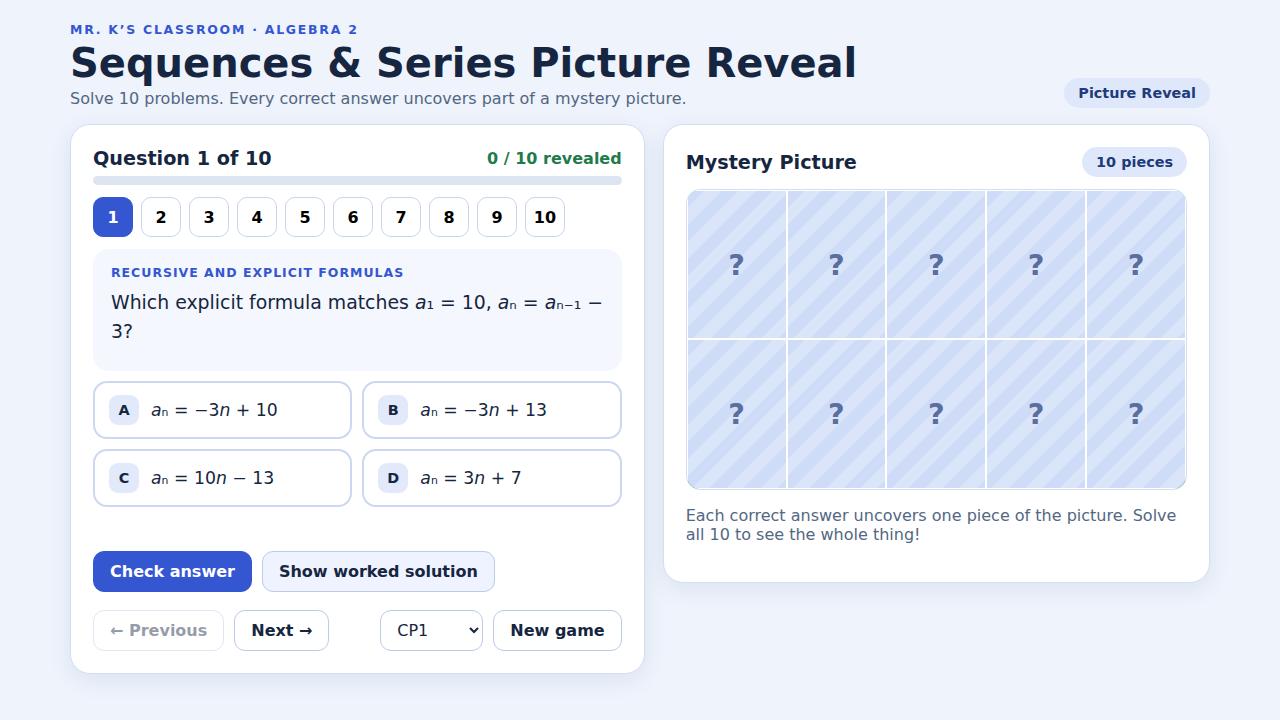 MR. K’S CLASSROOM · ALGEBRA 2
Sequences & Series Picture Reveal
Solve 10 problems. Every correct answer uncovers part of a mystery picture.
Picture Reveal
Question 1 of 10
0 / 10 revealed
1 2 3 4 5 6 7 8 9 10
RECURSIVE AND EXPLICIT FORMULAS
Which explicit formula matches a₁ = 10, aₙ = aₙ₋₁ −
3?
A aₙ = −3n + 10
B aₙ = −3n + 13
C aₙ = 10n − 13
D aₙ = 3n + 7
Check answer
Show worked solution
← Previous
Next →
CP1
New game
Mystery Picture
10 pieces
? ? ? ? ?
? ? ? ? ?
Each correct answer uncovers one piece of the picture. Solve
all 10 to see the whole thing!